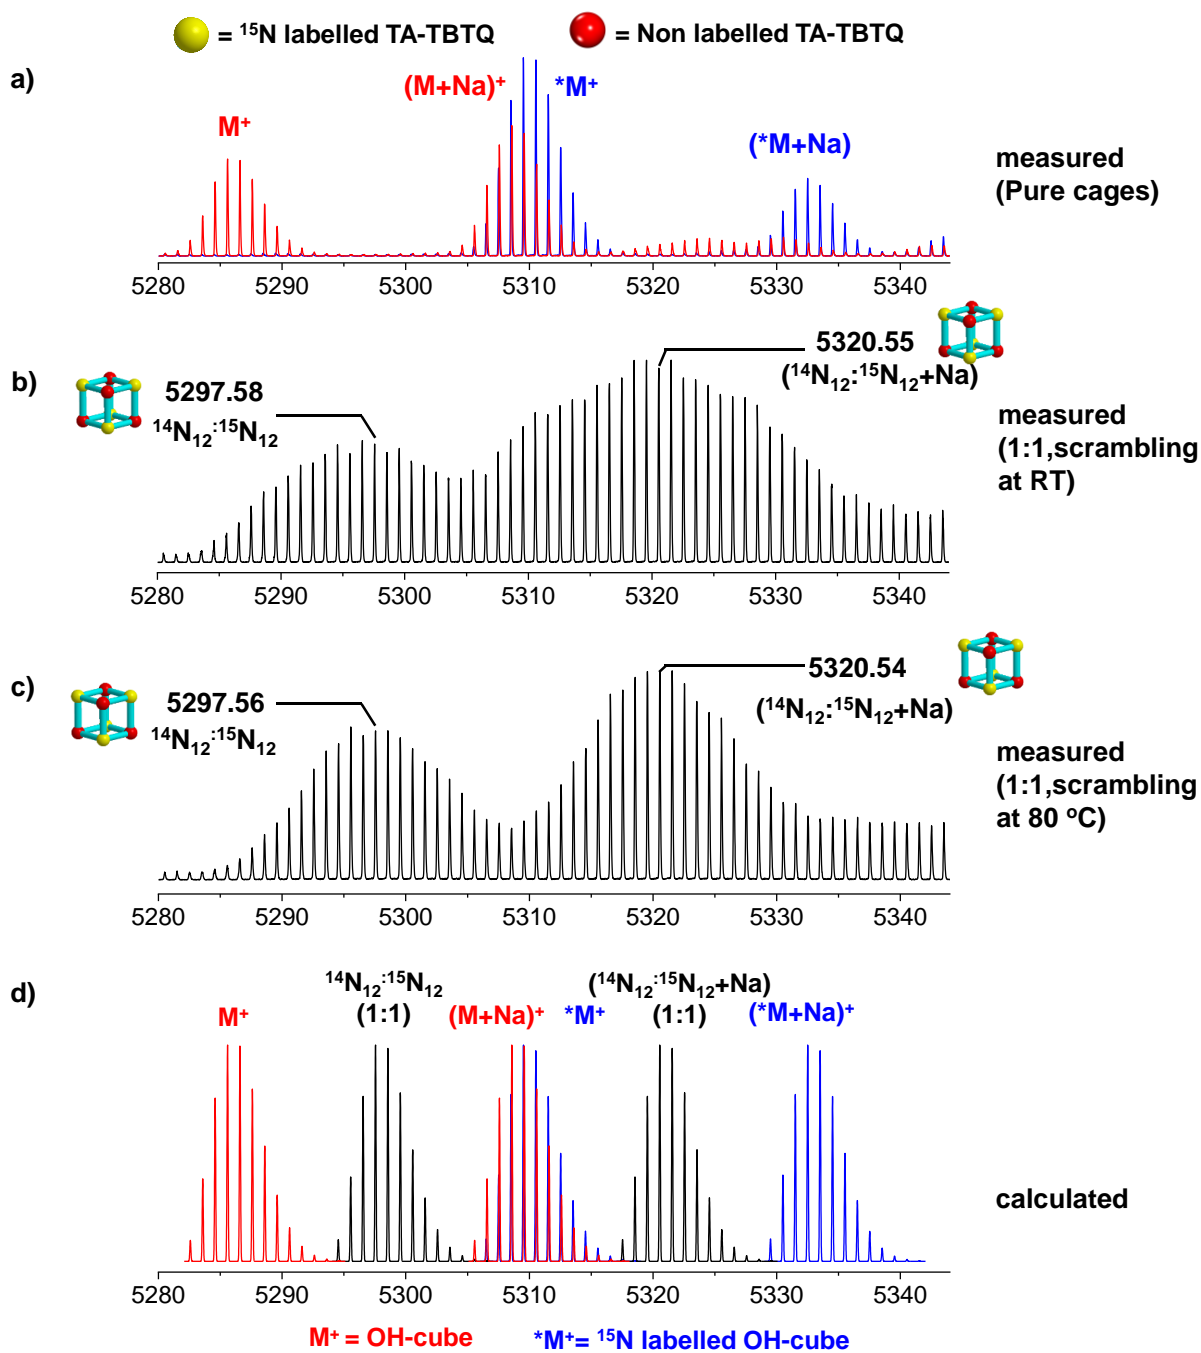 = ¹⁵N labelled TA-TBTQ
= Non labelled TA-TBTQ
a)
M⁺
(M+Na)⁺
*M⁺
(*M+Na)
measured
(Pure cages)
5280 5290 5300 5310 5320 5330 5340
b)
5297.58
¹⁴N₁₂:¹⁵N₁₂
5320.55
(¹⁴N₁₂:¹⁵N₁₂+Na)
measured
(1:1,scrambling
at RT)
5280 5290 5300 5310 5320 5330 5340
c)
5297.56
¹⁴N₁₂:¹⁵N₁₂
5320.54
(¹⁴N₁₂:¹⁵N₁₂+Na)
measured
(1:1,scrambling
at 80 ºC)
5280 5290 5300 5310 5320 5330 5340
d)
M⁺
¹⁴N₁₂:¹⁵N₁₂
(1:1)
(M+Na)⁺
*M⁺
(¹⁴N₁₂:¹⁵N₁₂+Na)
(1:1)
(*M+Na)⁺
calculated
5280 5290 5300 5310 5320 5330 5340
M⁺ = OH-cube
*M⁺= ¹⁵N labelled OH-cube